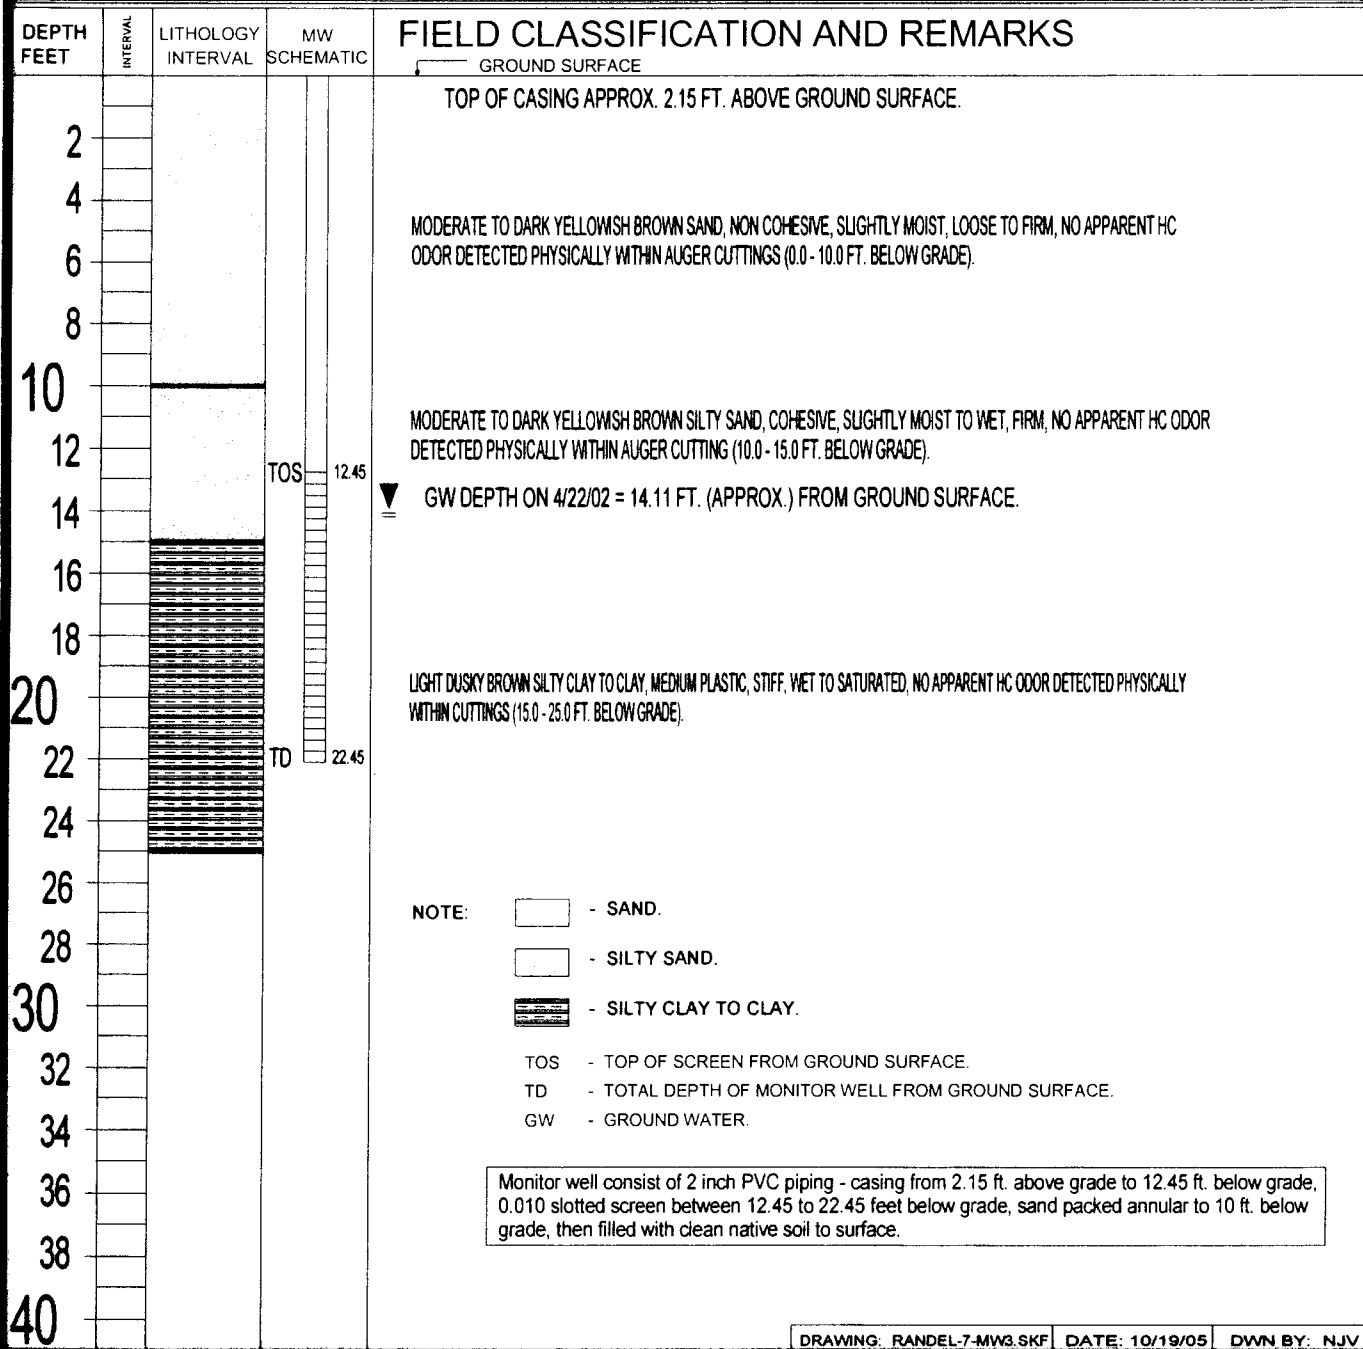 DEPTH FEET
INTERVAL
LITHOLOGY INTERVAL
MW SCHEMATIC
FIELD CLASSIFICATION AND REMARKS
GROUND SURFACE
TOP OF CASING APPROX. 2.15 FT. ABOVE GROUND SURFACE.
2
4
MODERATE TO DARK YELLOWISH BROWN SAND, NON COHESIVE, SLIGHTLY MOIST, LOOSE TO FIRM, NO APPARENT HC
ODOR DETECTED PHYSICALLY WITHIN AUGER CUTTINGS (0.0 - 10.0 FT. BELOW GRADE).
6
8
10
MODERATE TO DARK YELLOWISH BROWN SILTY SAND, COHESIVE, SLIGHTLY MOIST TO WET, FIRM, NO APPARENT HC ODOR
DETECTED PHYSICALLY WITHIN AUGER CUTTING (10.0 - 15.0 FT. BELOW GRADE).
12
TOS 12.45
GW DEPTH ON 4/22/02 = 14.11 FT. (APPROX.) FROM GROUND SURFACE.
14
16
18
LIGHT DUSKY BROWN SILTY CLAY TO CLAY, MEDIUM PLASTIC, STIFF, WET TO SATURATED, NO APPARENT HC ODOR DETECTED PHYSICALLY
WITHIN CUTTINGS (15.0 - 25.0 FT. BELOW GRADE).
20
22
TD 22.45
24
26
NOTE: - SAND.
28
- SILTY SAND.
30
- SILTY CLAY TO CLAY.
32
TOS - TOP OF SCREEN FROM GROUND SURFACE.
TD - TOTAL DEPTH OF MONITOR WELL FROM GROUND SURFACE.
34
GW - GROUND WATER.
36
Monitor well consist of 2 inch PVC piping - casing from 2.15 ft. above grade to 12.45 ft. below grade,
0.010 slotted screen between 12.45 to 22.45 feet below grade, sand packed annular to 10 ft. below
grade, then filled with clean native soil to surface.
38
40
DRAWING: RANDEL-7-MW3.SKF DATE: 10/19/05 DWN BY: NJV